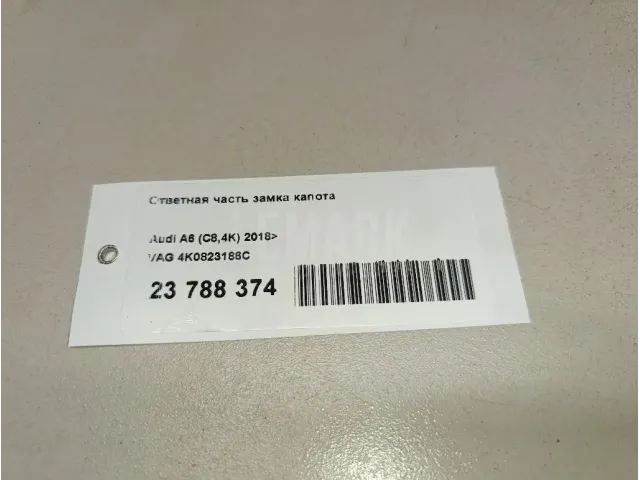 Ответная часть замка капота
Audi A6 (C8,4K) 2018>
VAG 4K0823186C
23 788 374